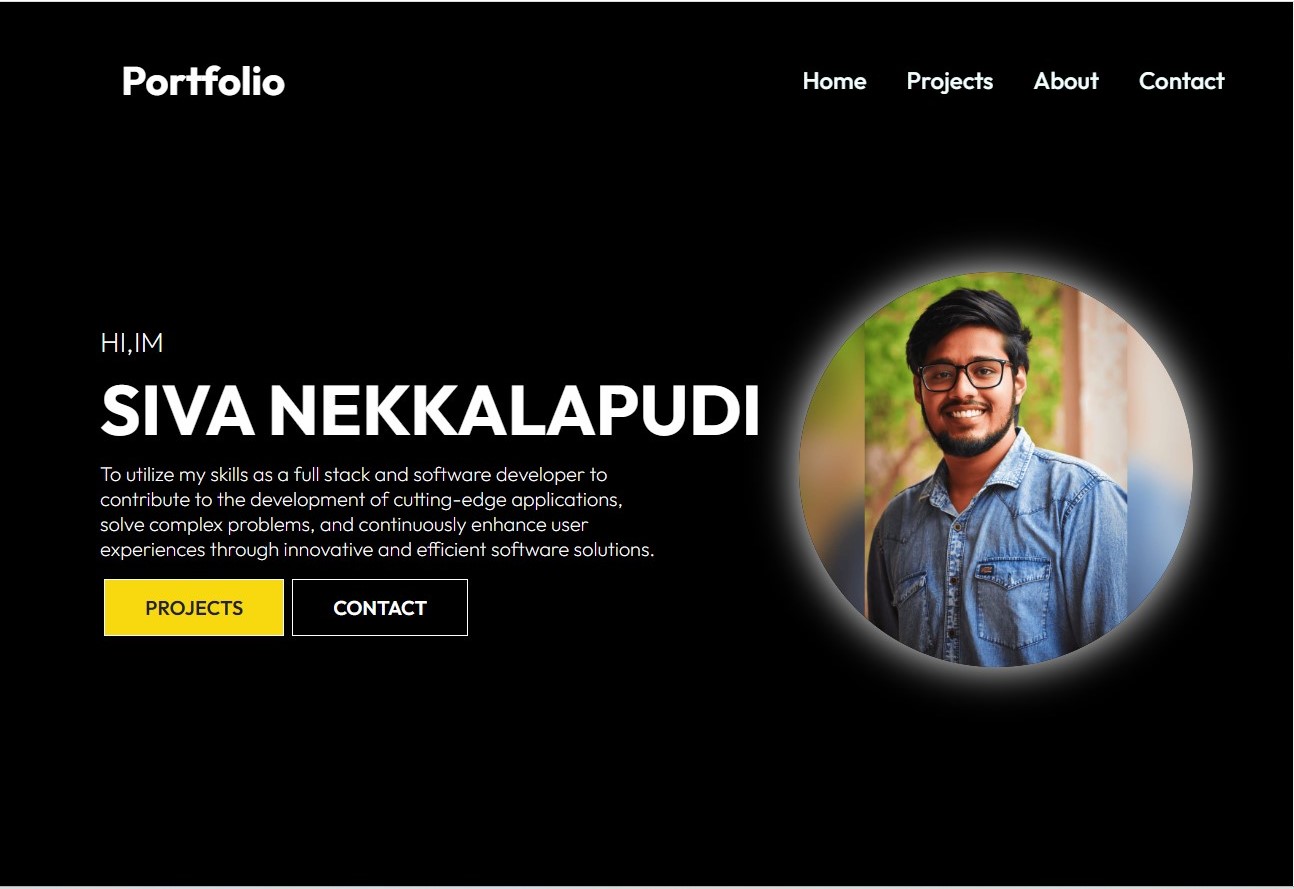 Portfolio
Home Projects About Contact
HI,IM
SIVA NEKKALAPUDI
To utilize my skills as a full stack and software developer to
contribute to the development of cutting-edge applications,
solve complex problems, and continuously enhance user
experiences through innovative and efficient software solutions.
PROJECTS CONTACT